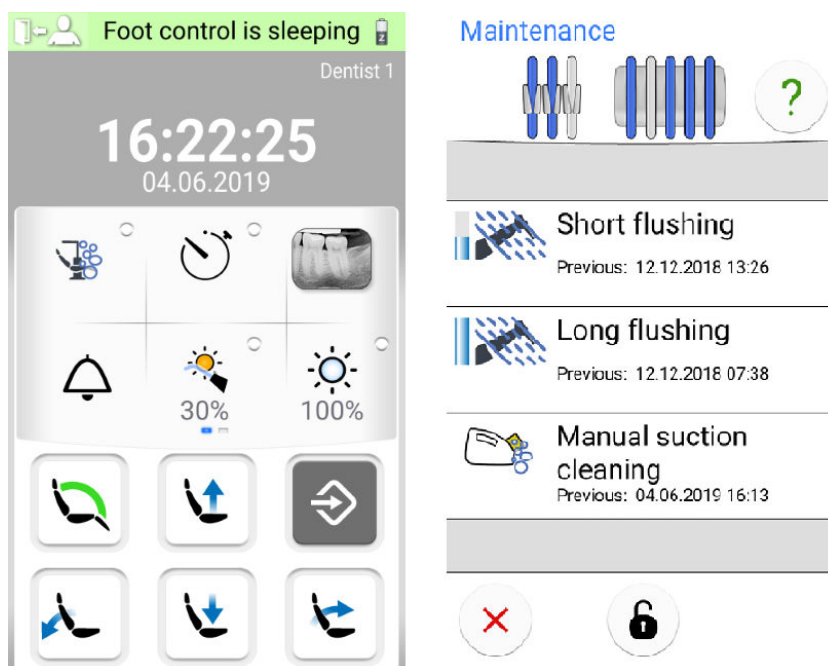 Foot control is sleeping
z
Dentist 1
16:22:25
04.06.2019
30%
100%
Maintenance
?
Short flushing
Previous: 12.12.2018 13:26
Long flushing
Previous: 12.12.2018 07:38
Manual suction
cleaning
Previous: 04.06.2019 16:13